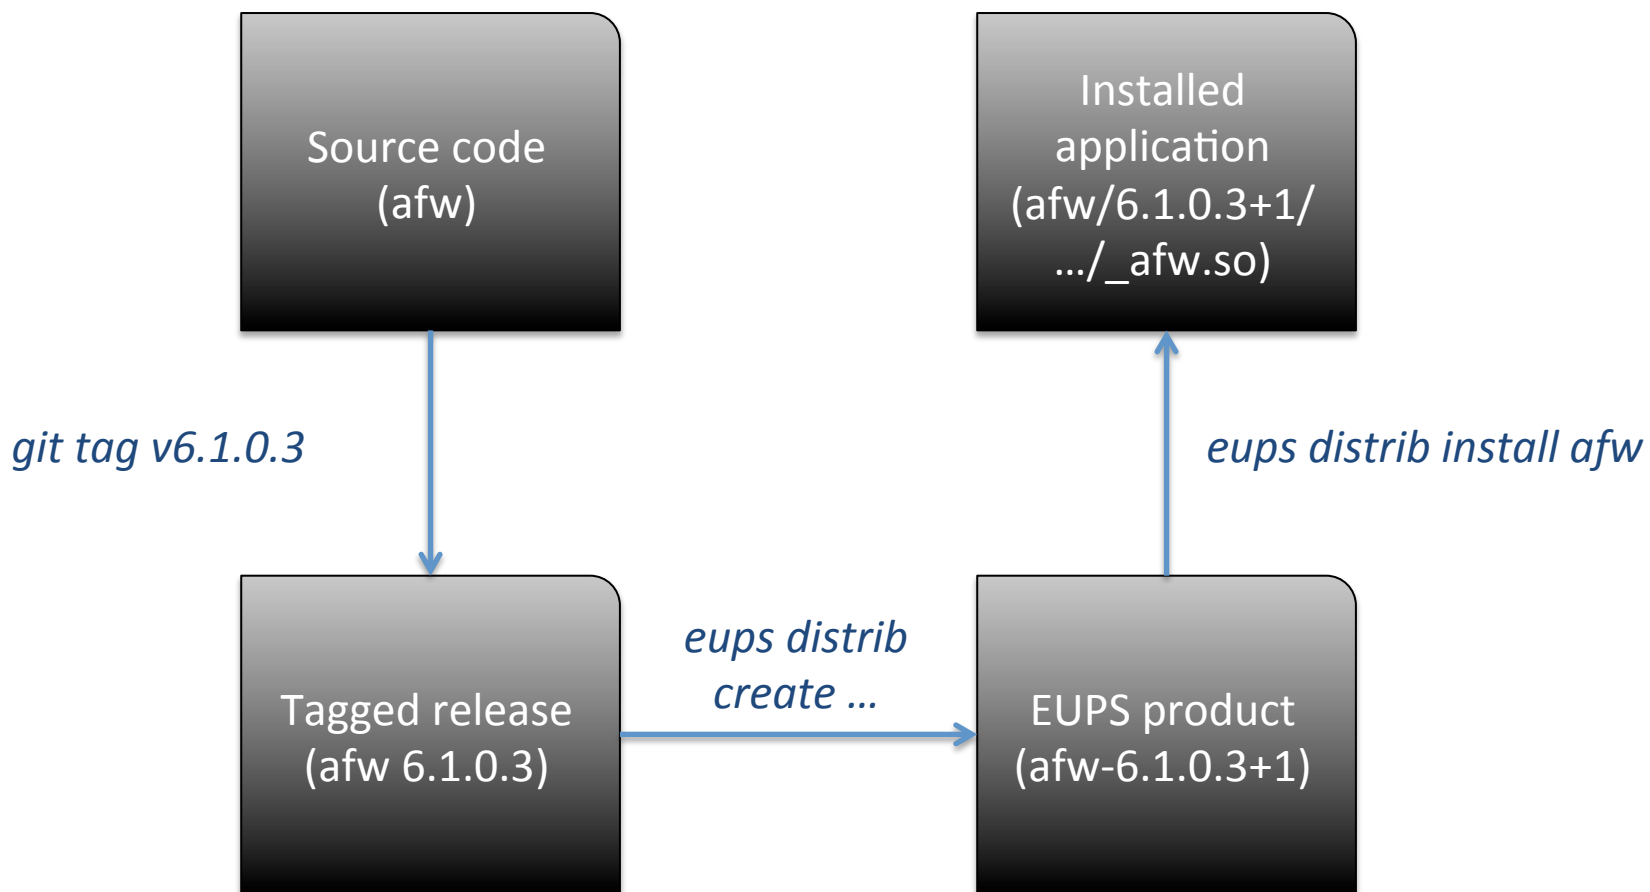 Source code
(afw)
Installed
application
(afw/6.1.0.3+1/
…/_afw.so)
git tag v6.1.0.3
eups distrib install afw
Tagged release
(afw 6.1.0.3)
eups distrib
create …
EUPS product
(afw-6.1.0.3+1)